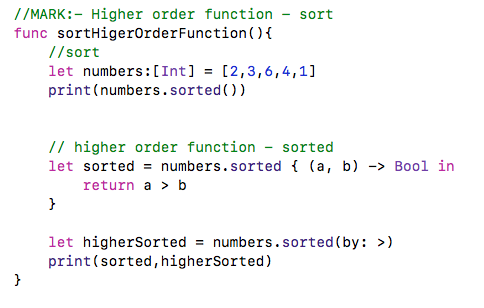 //MARK:- Higher order function - sort
func sortHigerOrderFunction(){
    //sort
    let numbers:[Int] = [2,3,6,4,1]
    print(numbers.sorted())
    // higher order function - sorted
    let sorted = numbers.sorted { (a, b) -> Bool in
        return a > b
    }
    let higherSorted = numbers.sorted(by: >)
    print(sorted,higherSorted)
}